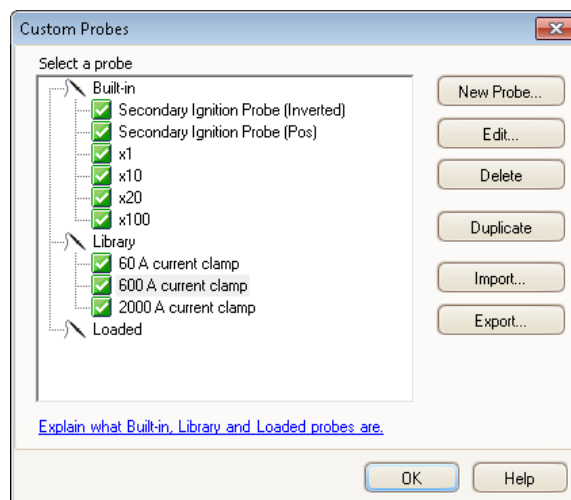 Custom Probes
Select a probe
Built-in
Secondary Ignition Probe (Inverted)
Secondary Ignition Probe (Pos)
x1
x10
x20
x100
Library
60 A current clamp
600 A current clamp
2000 A current clamp
Loaded
New Probe...
Edit...
Delete
Duplicate
Import...
Export...
Explain what Built-in, Library and Loaded probes are.
OK
Help